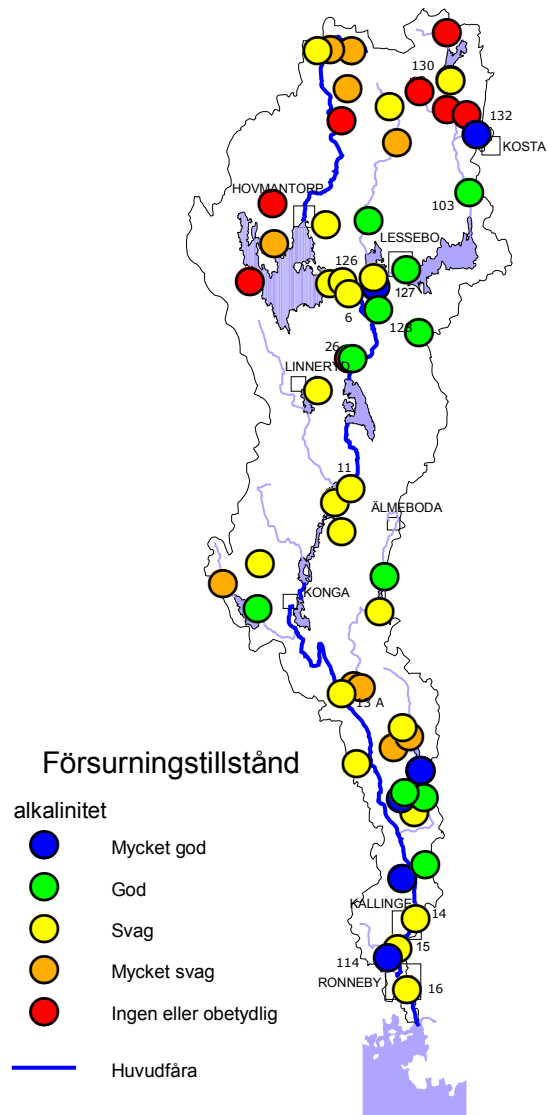 130
132
KOSTA
103
HOVMANTORP
LESSEBO
126
127
6
128
26
LINNERYD
11
ÄLMEBODA
KONGA
13 A
Försurningstillstånd
alkalinitet
Mycket god
God
Svag
Mycket svag
Ingen eller obetydlig
Huvudfåra
KALLINGE
14
15
114
RONNEBY
16